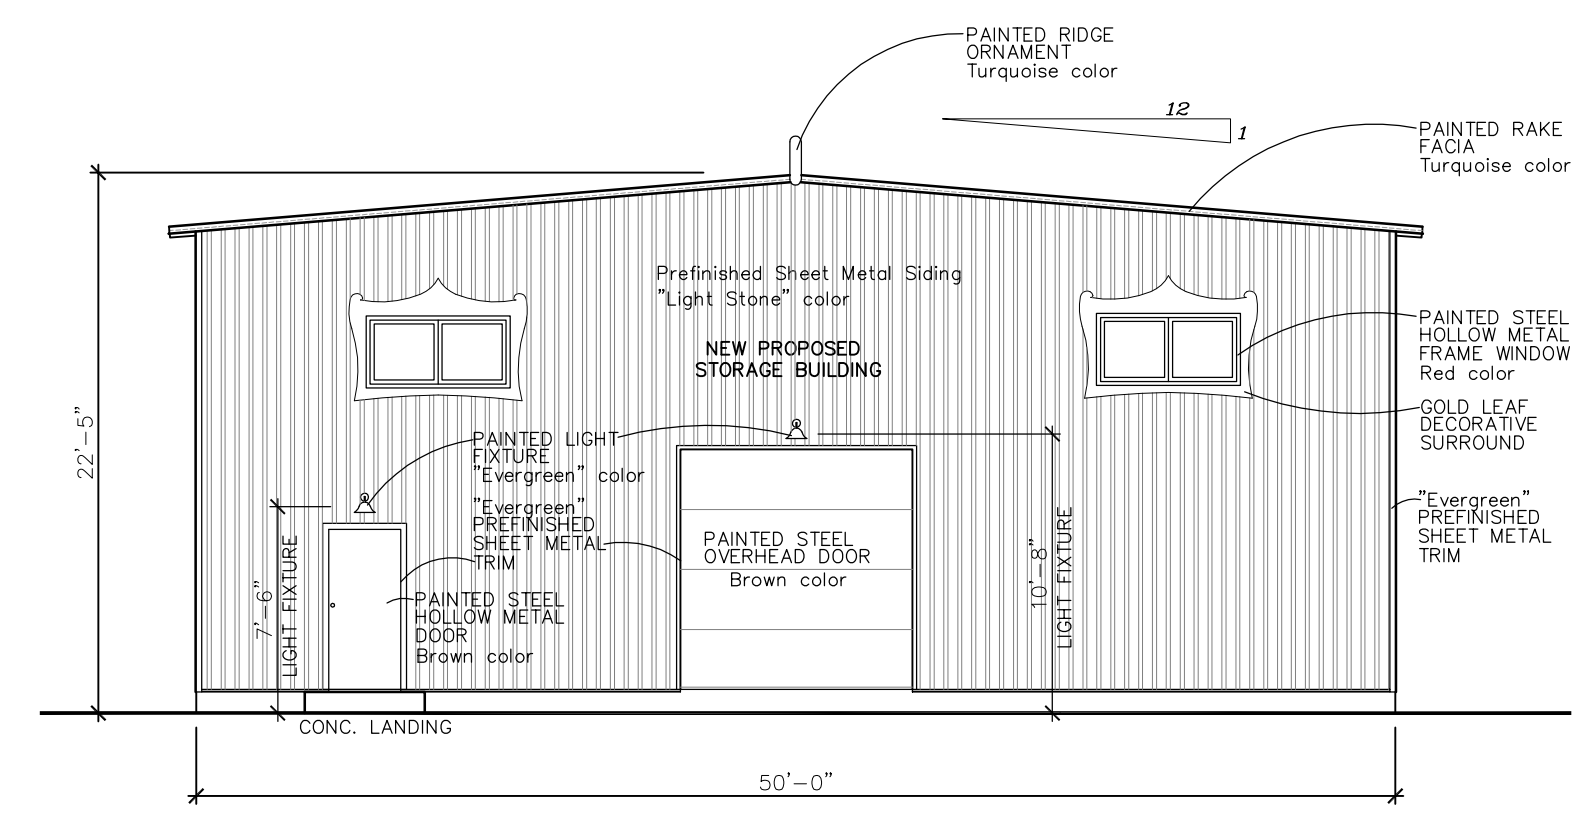 PAINTED RIDGE
ORNAMENT
Turquoise color
12
1
PAINTED RAKE
FACIA
Turquoise color
Prefinished Sheet Metal Siding
"Light Stone" color
NEW PROPOSED
STORAGE BUILDING
PAINTED STEEL
HOLLOW METAL
FRAME WINDOW
Red color
GOLD LEAF
DECORATIVE
SURROUND
22'-5"
PAINTED LIGHT
FIXTURE
"Evergreen" color
"Evergreen"
PREFINISHED
SHEET METAL
TRIM
"Evergreen"
PREFINISHED
SHEET METAL
TRIM
PAINTED STEEL
OVERHEAD DOOR
Brown color
7'-6"
LIGHT FIXTURE
10'-8"
LIGHT FIXTURE
PAINTED STEEL
HOLLOW METAL
DOOR
Brown color
CONC. LANDING
50'-0"